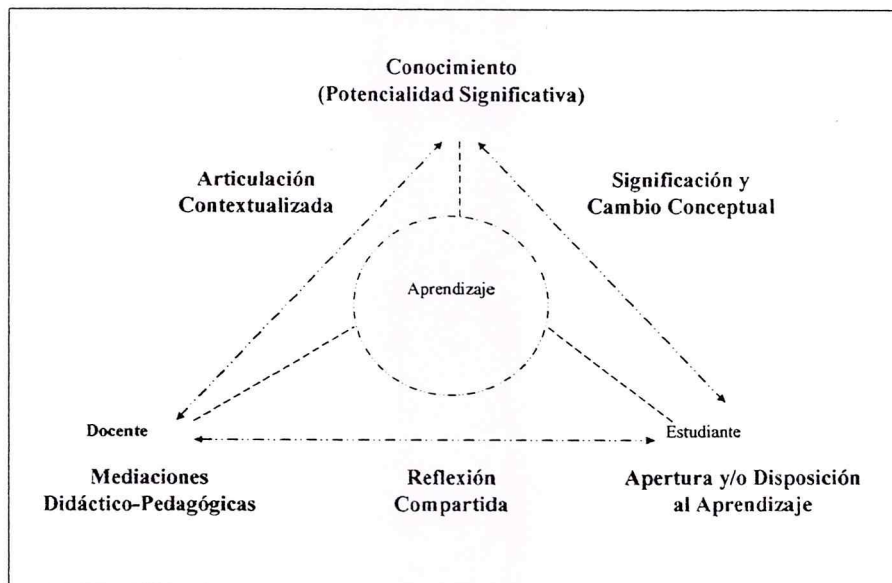 Conocimiento
(Potencialidad Significativa)
Articulación
Contextualizada
Significación y
Cambio Conceptual
Aprendizaje
Docente
Estudiante
Mediaciones
Didáctico-Pedagógicas
Reflexión
Compartida
Apertura y/o Disposición
al Aprendizaje